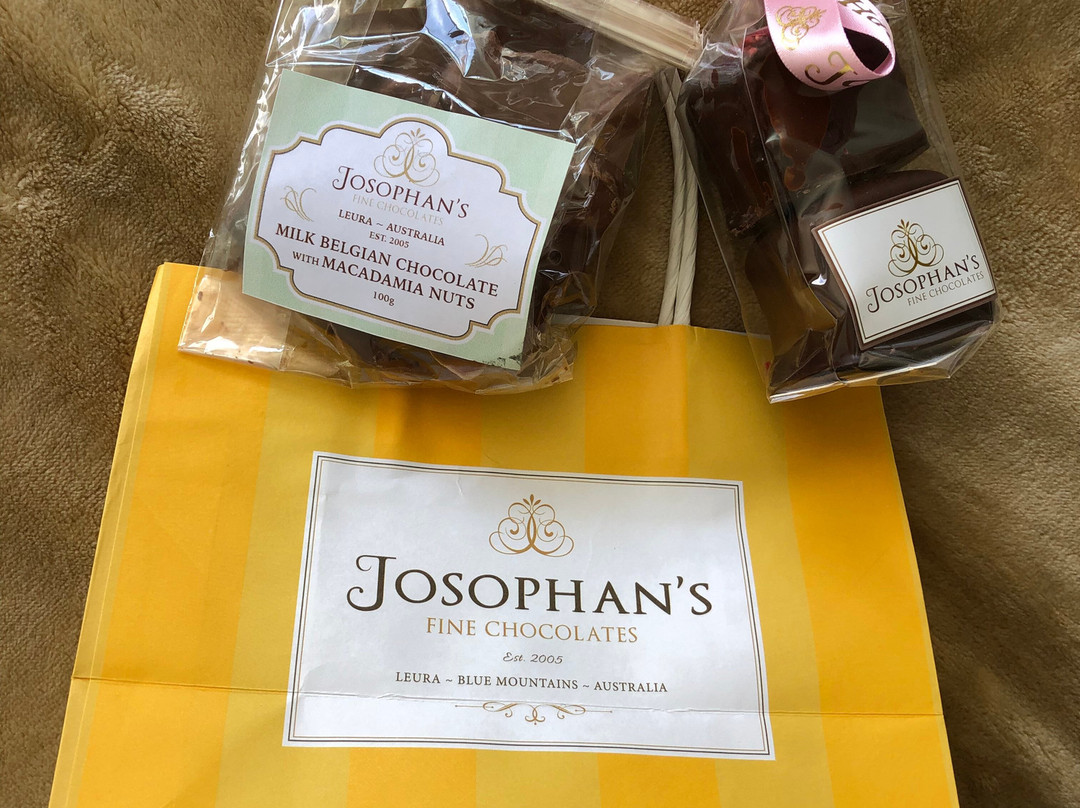 JOSOPHAN'S
FINE CHOCOLATES
LEURA ~ AUSTRALIA
EST. 2005
MILK BELGIAN CHOCOLATE
WITH MACADAMIA NUTS
100g
JOSOPHAN'S
FINE CHOCOLATES
JOSOPHAN'S
FINE CHOCOLATES
Est. 2005
LEURA ~ BLUE MOUNTAINS ~ AUSTRALIA